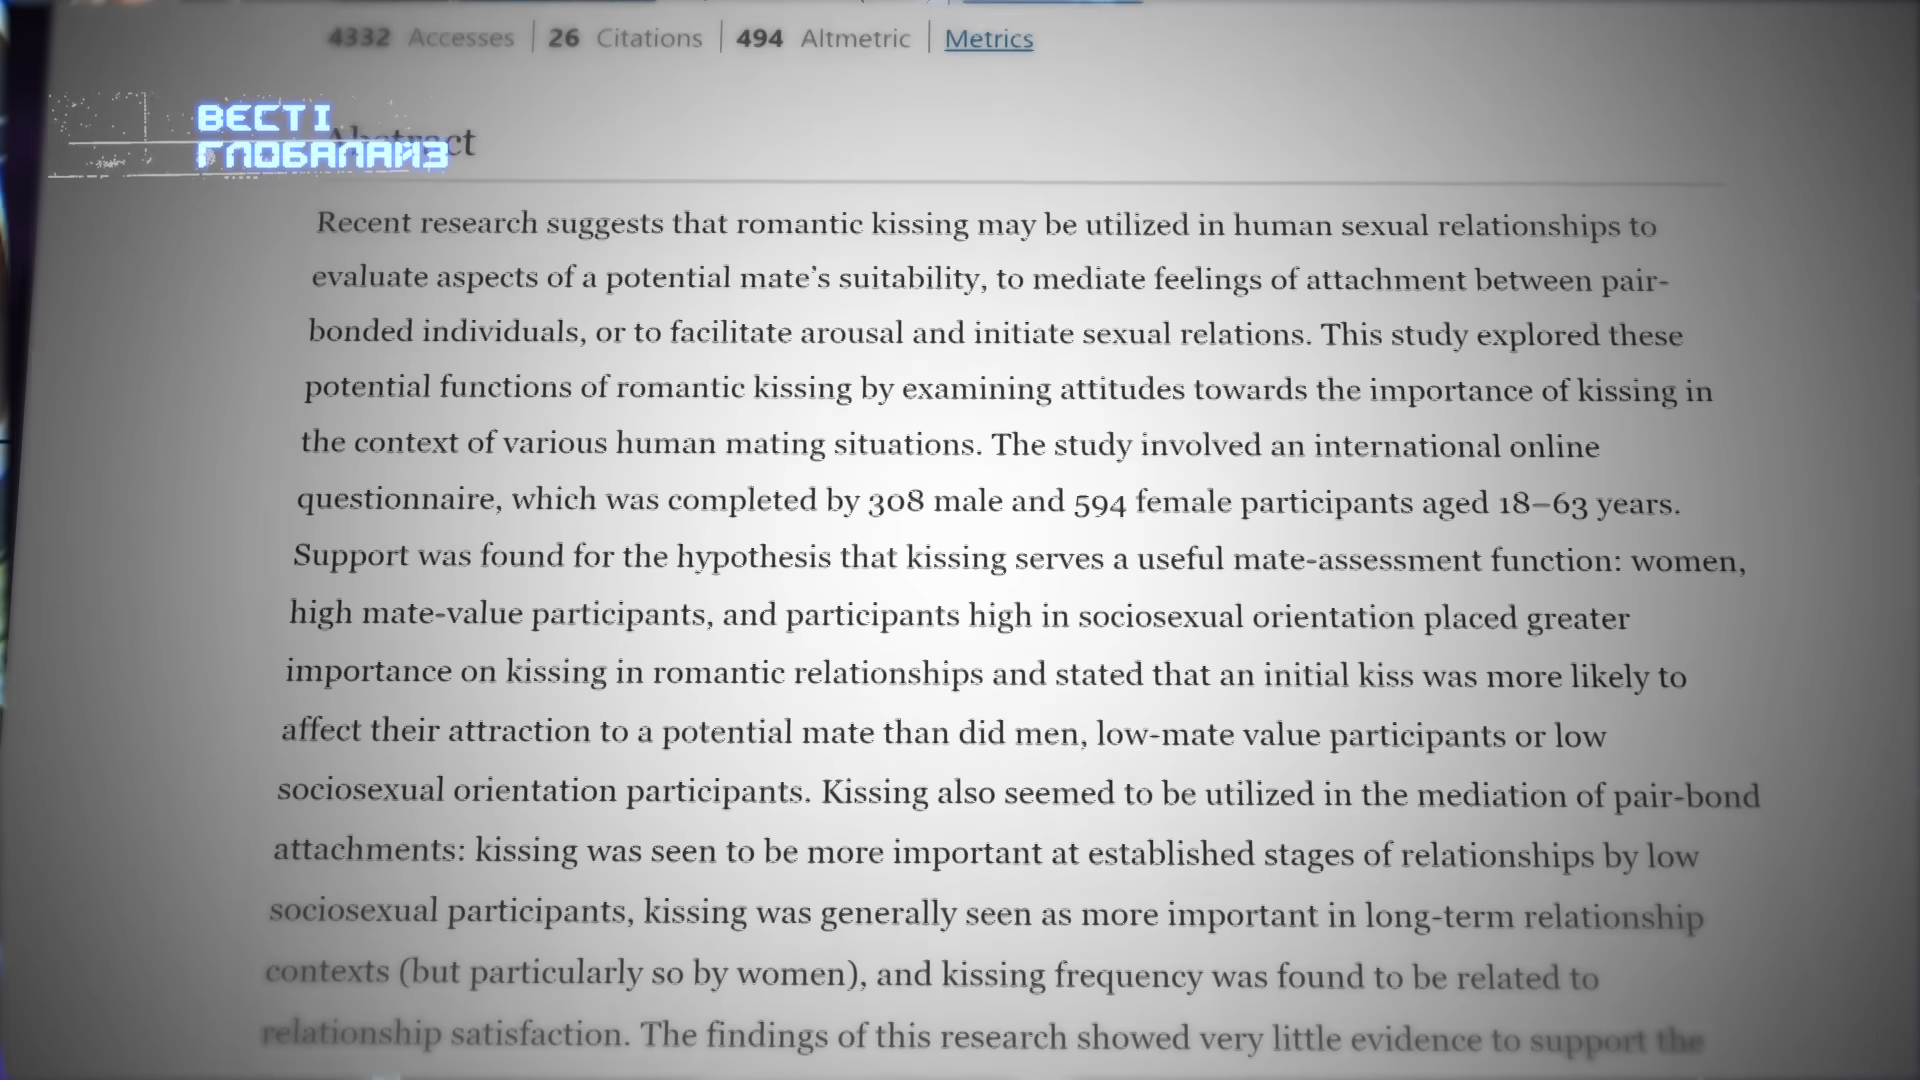 4332 Accesses | 26 Citations | 494 Altmetric | Metrics
ВЕСТІ
ГЛОБАЛАЙЗ
Abstract
Recent research suggests that romantic kissing may be utilized in human sexual relationships to
evaluate aspects of a potential mate's suitability, to mediate feelings of attachment between pair-
bonded individuals, or to facilitate arousal and initiate sexual relations. This study explored these
potential functions of romantic kissing by examining attitudes towards the importance of kissing in
the context of various human mating situations. The study involved an international online
questionnaire, which was completed by 308 male and 594 female participants aged 18–63 years.
Support was found for the hypothesis that kissing serves a useful mate-assessment function: women,
high mate-value participants, and participants high in sociosexual orientation placed greater
importance on kissing in romantic relationships and stated that an initial kiss was more likely to
affect their attraction to a potential mate than did men, low-mate value participants or low
sociosexual orientation participants. Kissing also seemed to be utilized in the mediation of pair-bond
attachments: kissing was seen to be more important at established stages of relationships by low
sociosexual participants, kissing was generally seen as more important in long-term relationship
contexts (but particularly so by women), and kissing frequency was found to be related to
relationship satisfaction. The findings of this research showed very little evidence to support the